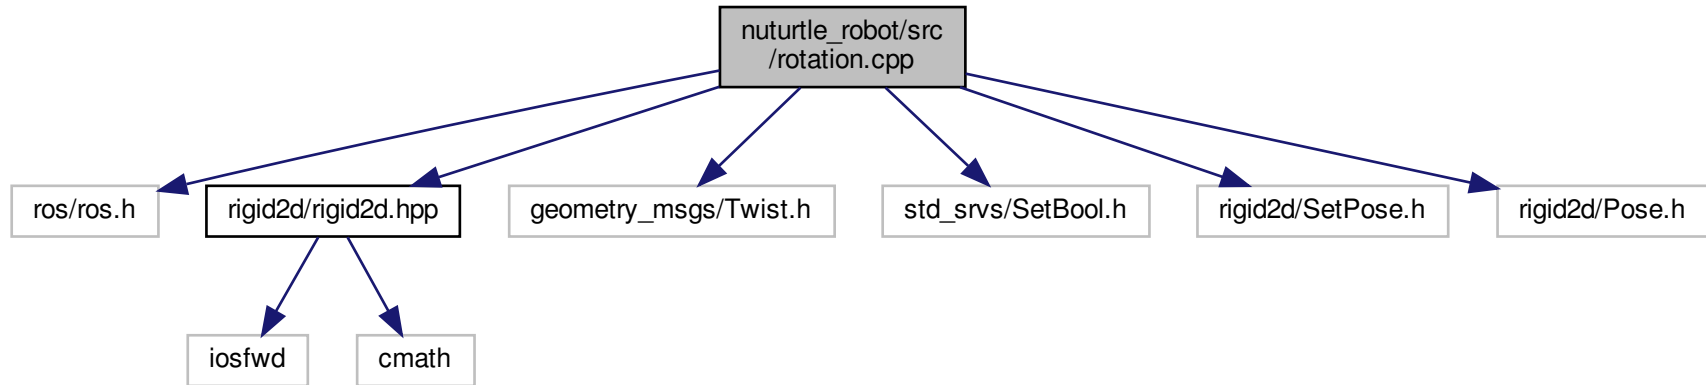 nuturtle_robot/src
/rotation.cpp
ros/ros.h
rigid2d/rigid2d.hpp
geometry_msgs/Twist.h
std_srvs/SetBool.h
rigid2d/SetPose.h
rigid2d/Pose.h
iosfwd
cmath